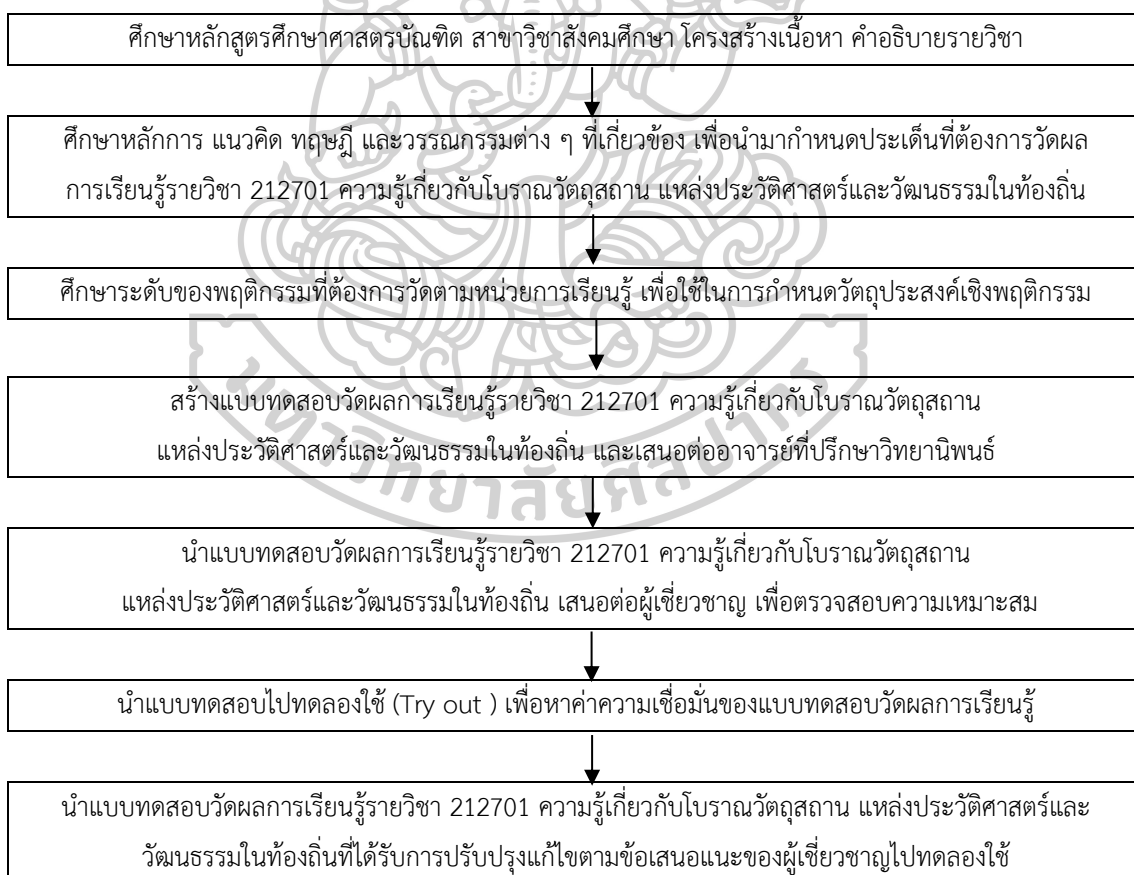 ศึกษาหลักสูตรศึกษาศาสตรบัณฑิต สาขาวิชาสังคมศึกษา โครงสร้างเนื้อหา คำอธิบายรายวิชา
ศึกษาหลักการ แนวคิด ทฤษฎี และวรรณกรรมต่าง ๆ ที่เกี่ยวข้อง เพื่อนำมากำหนดประเด็นที่ต้องการวัดผล
การเรียนรู้รายวิชา 212701 ความรู้เกี่ยวกับโบราณวัตถุสถาน แหล่งประวัติศาสตร์และวัฒนธรรมในท้องถิ่น
ศึกษาระดับของพฤติกรรมที่ต้องการวัดตามหน่วยการเรียนรู้ เพื่อใช้ในการกำหนดวัตถุประสงค์เชิงพฤติกรรม
สร้างแบบทดสอบวัดผลการเรียนรู้รายวิชา 212701 ความรู้เกี่ยวกับโบราณวัตถุสถาน
แหล่งประวัติศาสตร์และวัฒนธรรมในท้องถิ่น และเสนอต่ออาจารย์ที่ปรึกษาวิทยานิพนธ์
มหาวิทยาลัยศิลปากร
นำแบบทดสอบวัดผลการเรียนรู้รายวิชา 212701 ความรู้เกี่ยวกับโบราณวัตถุสถาน
แหล่งประวัติศาสตร์และวัฒนธรรมในท้องถิ่น เสนอต่อผู้เชี่ยวชาญ เพื่อตรวจสอบความเหมาะสม
นำแบบทดสอบไปทดลองใช้ (Try out ) เพื่อหาค่าความเชื่อมั่นของแบบทดสอบวัดผลการเรียนรู้
นำแบบทดสอบวัดผลการเรียนรู้รายวิชา 212701 ความรู้เกี่ยวกับโบราณวัตถุสถาน แหล่งประวัติศาสตร์และ
วัฒนธรรมในท้องถิ่นที่ได้รับการปรับปรุงแก้ไขตามข้อเสนอแนะของผู้เชี่ยวชาญไปทดลองใช้